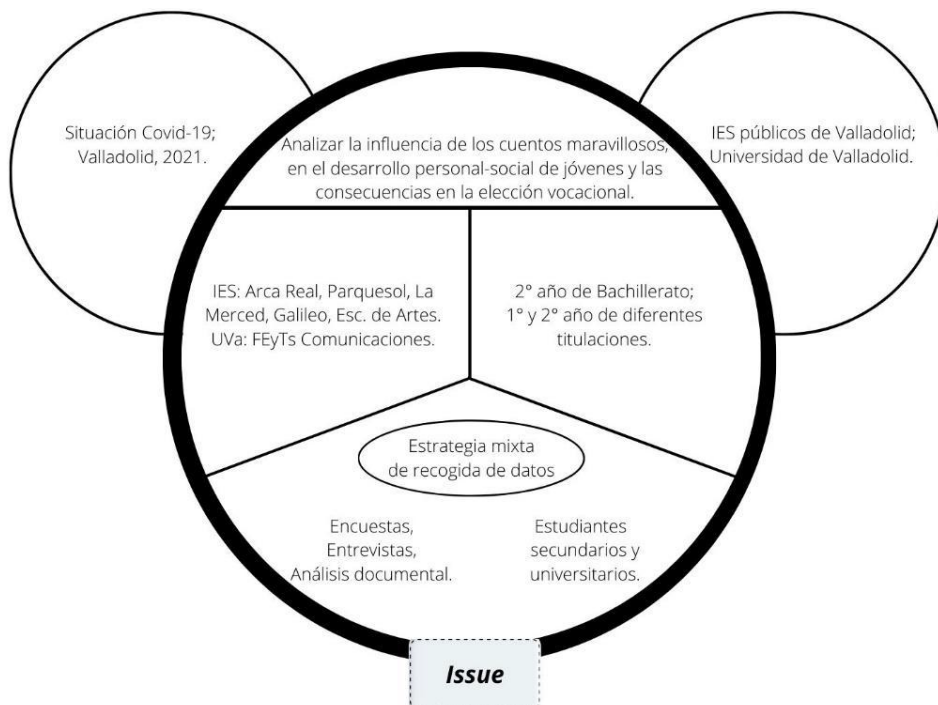 Situación Covid-19;
Valladolid, 2021.
Analizar la influencia de los cuentos maravillosos,
en el desarrollo personal-social de jóvenes y las
consecuencias en la elección vocacional.
IES públicos de Valladolid;
Universidad de Valladolid.
IES: Arca Real, Parquesol, La
Merced, Galileo, Esc. de Artes.
UVa: FEyTs Comunicaciones.
2° año de Bachillerato;
1° y 2° año de diferentes
titulaciones.
Estrategia mixta
de recogida de datos
Encuestas,
Entrevistas,
Análisis documental.
Estudiantes
secundarios y
universitarios.
Issue